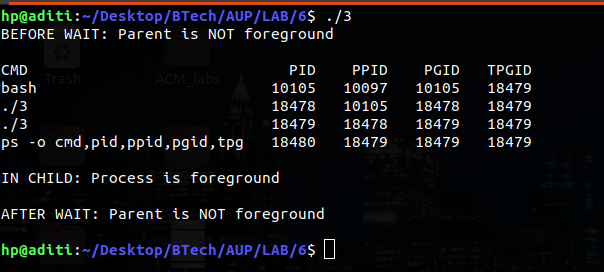 hp@aditi:~/Desktop/BTech/AUP/LAB/6$ ./3
BEFORE WAIT: Parent is NOT foreground
Trash
ACM_labs
CMD PID PPID PGID TPGID
bash 10105 10097 10105 18479
./3 18478 10105 18478 18479
./3 18479 18478 18479 18479
ps -o cmd,pid,ppid,pgid,tpg 18480 18479 18479 18479
IN CHILD: Process is foreground
AFTER WAIT: Parent is NOT foreground
hp@aditi:~/Desktop/BTech/AUP/LAB/6$